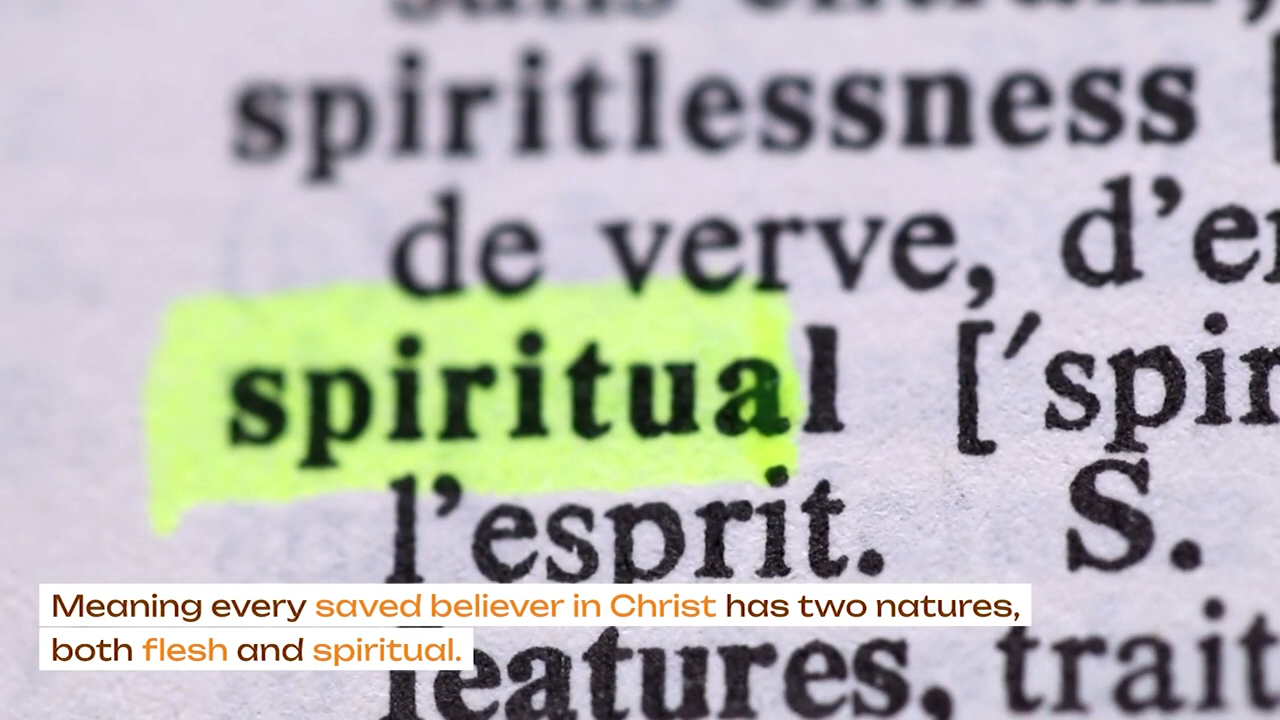 spiritlessness [
de verve, d'e
spiritual ['spir
l'esprit. S.
Meaning every saved believer in Christ has two natures,
both flesh and spiritual.
features, trait